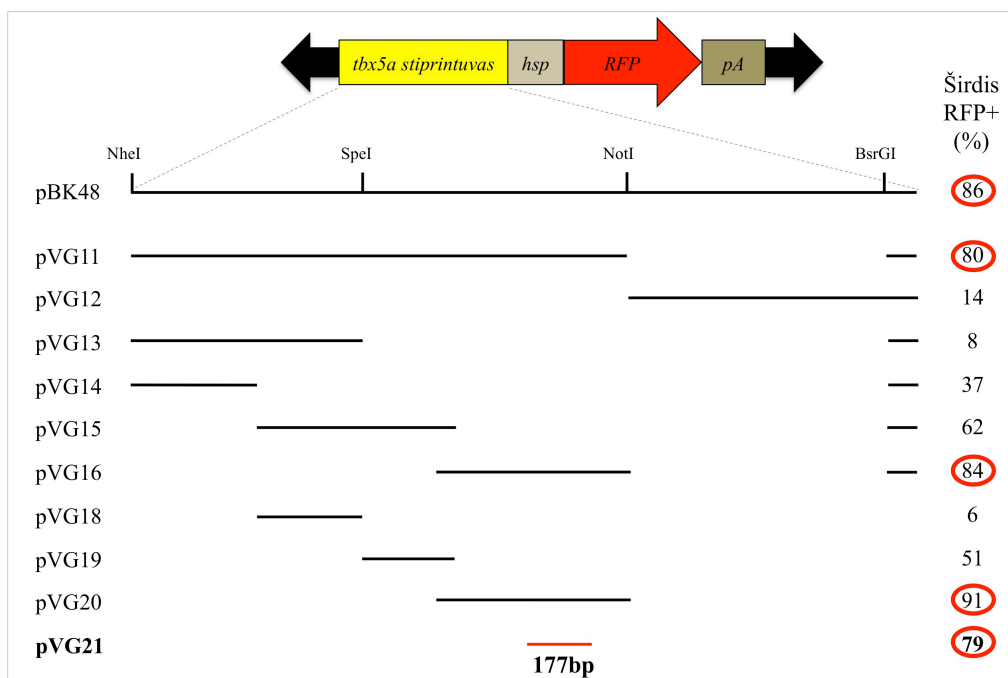 tbx5a stiprintuvas hsp RFP pA
Širdis
RFP+
(%)
NheI SpeI NotI BsrGI
pBK48 86
pVG11 80
pVG12 14
pVG13 8
pVG14 37
pVG15 62
pVG16 84
pVG18 6
pVG19 51
pVG20 91
pVG21 79
177bp